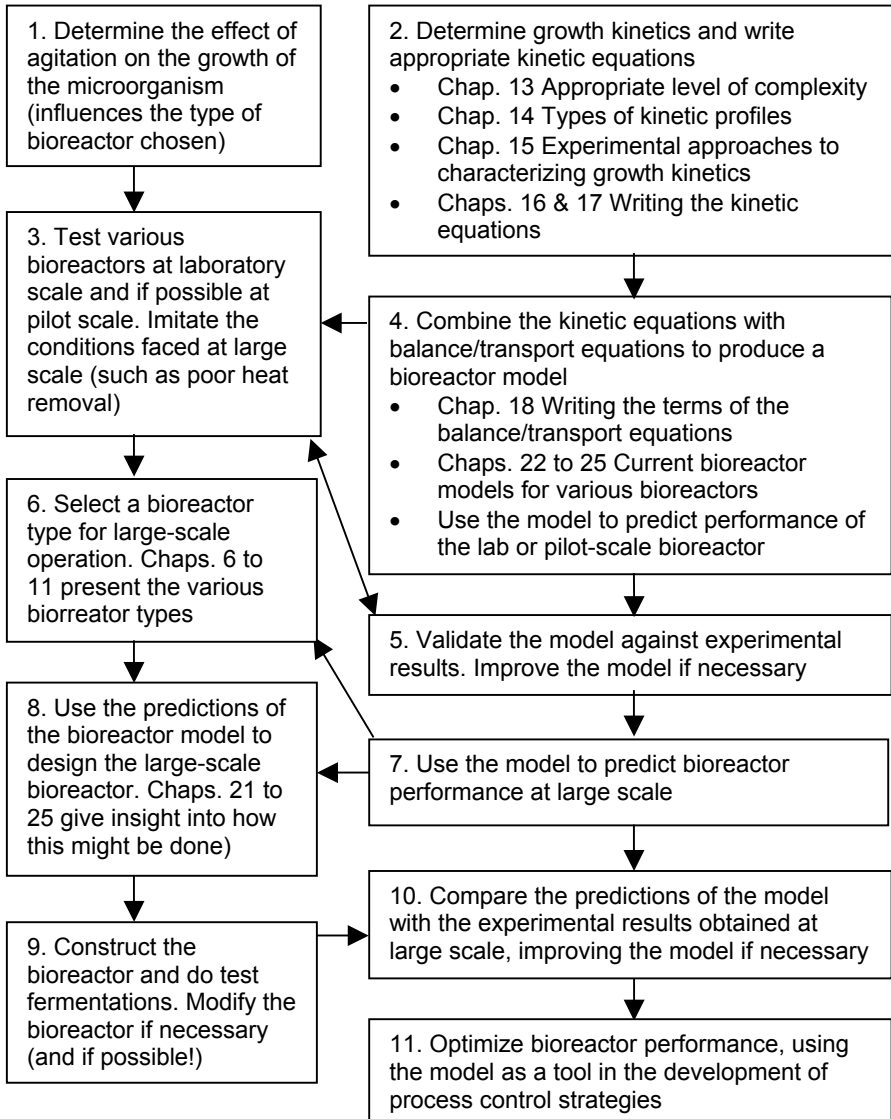 1. Determine the effect of
agitation on the growth of
the microorganism
(influences the type of
bioreactor chosen)
2. Determine growth kinetics and write
appropriate kinetic equations
• Chap. 13 Appropriate level of complexity
• Chap. 14 Types of kinetic profiles
• Chap. 15 Experimental approaches to
characterizing growth kinetics
• Chaps. 16 & 17 Writing the kinetic
equations
3. Test various
bioreactors at laboratory
scale and if possible at
pilot scale. Imitate the
conditions faced at large
scale (such as poor heat
removal)
4. Combine the kinetic equations with
balance/transport equations to produce a
bioreactor model
• Chap. 18 Writing the terms of the
balance/transport equations
• Chaps. 22 to 25 Current bioreactor
models for various bioreactors
• Use the model to predict performance of
the lab or pilot-scale bioreactor
6. Select a bioreactor
type for large-scale
operation. Chaps. 6 to
11 present the various
biorreator types
5. Validate the model against experimental
results. Improve the model if necessary
8. Use the predictions of
the bioreactor model to
design the large-scale
bioreactor. Chaps. 21 to
25 give insight into how
this might be done)
7. Use the model to predict bioreactor
performance at large scale
9. Construct the
bioreactor and do test
fermentations. Modify the
bioreactor if necessary
(and if possible!)
10. Compare the predictions of the model
with the experimental results obtained at
large scale, improving the model if necessary
11. Optimize bioreactor performance, using
the model as a tool in the development of
process control strategies